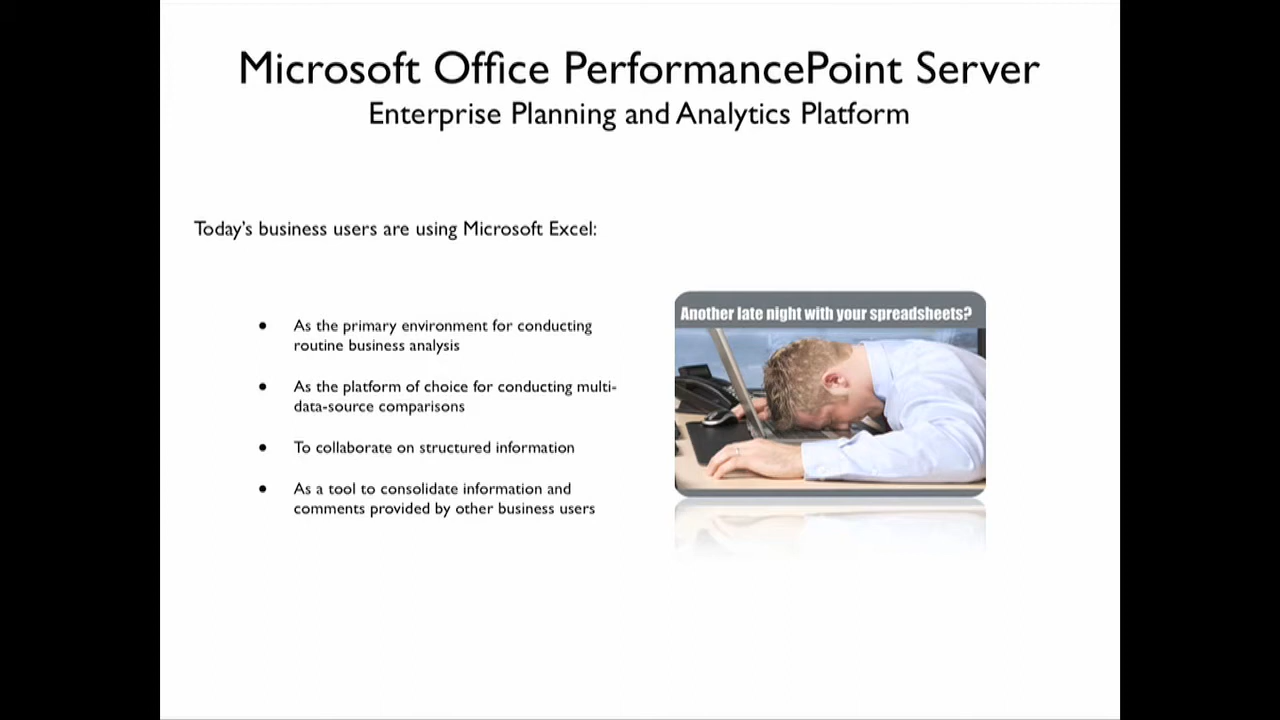 Microsoft Office PerformancePoint Server
Enterprise Planning and Analytics Platform
Today's business users are using Microsoft Excel:
• As the primary environment for conducting
routine business analysis
• As the platform of choice for conducting multi-
data-source comparisons
• To collaborate on structured information
• As a tool to consolidate information and
comments provided by other business users
Another late night with your spreadsheets?